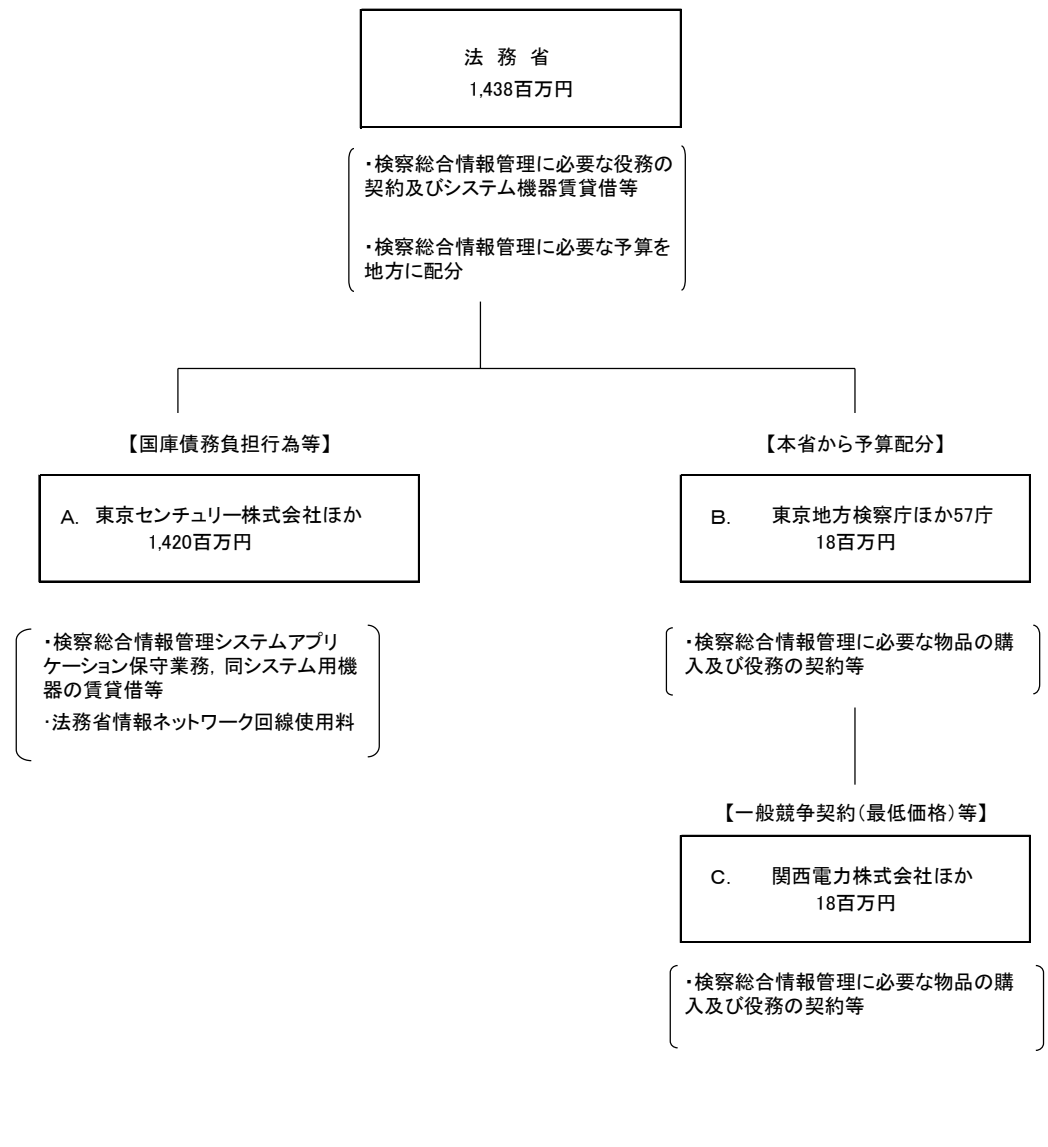 法 務 省
1,438百万円
・検察総合情報管理に必要な役務の
契約及びシステム機器賃貸借等
・検察総合情報管理に必要な予算を
地方に配分
【国庫債務負担行為等】
A. 東京センチュリー株式会社ほか
1,420百万円
・検察総合情報管理システムアプリ
ケーション保守業務，同システム用機
器の賃貸借等
・法務省情報ネットワーク回線使用料
【本省から予算配分】
B. 東京地方検察庁ほか57庁
18百万円
・検察総合情報管理に必要な物品の購
入及び役務の契約等
【一般競争契約（最低価格）等】
C. 関西電力株式会社ほか
18百万円
・検察総合情報管理に必要な物品の購
入及び役務の契約等